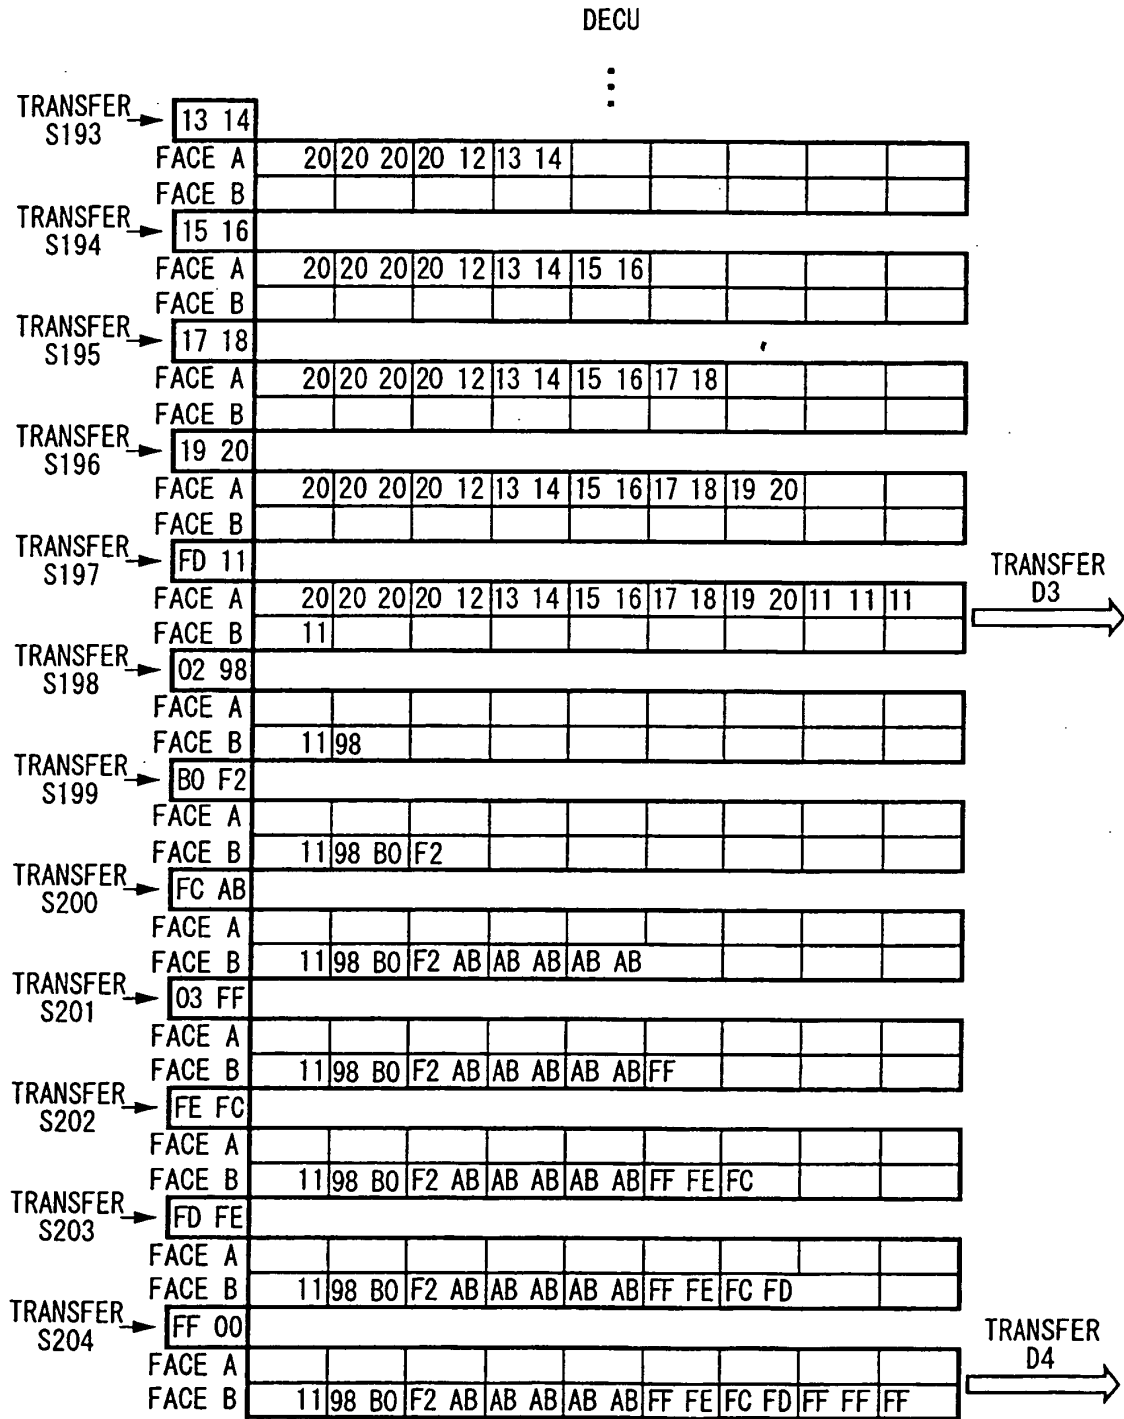 DECU
TRANSFER S193 → 13 14
FACE A 20 20 20 20 12 13 14
FACE B
TRANSFER S194 → 15 16
FACE A 20 20 20 20 12 13 14 15 16
FACE B
TRANSFER S195 → 17 18
FACE A 20 20 20 20 12 13 14 15 16 17 18
FACE B
TRANSFER S196 → 19 20
FACE A 20 20 20 20 12 13 14 15 16 17 18 19 20
FACE B
TRANSFER S197 → FD 11
FACE A 20 20 20 20 12 13 14 15 16 17 18 19 20 11 11 11
TRANSFER D3
FACE B 11
TRANSFER S198 → 02 98
FACE A
FACE B 11 98
TRANSFER S199 → B0 F2
FACE A
FACE B 11 98 B0 F2
TRANSFER S200 → FC AB
FACE A
FACE B 11 98 B0 F2 AB AB AB AB AB
TRANSFER S201 → 03 FF
FACE A
FACE B 11 98 B0 F2 AB AB AB AB AB FF
TRANSFER S202 → FE FC
FACE A
FACE B 11 98 B0 F2 AB AB AB AB AB FF FE FC
TRANSFER S203 → FD FE
FACE A
FACE B 11 98 B0 F2 AB AB AB AB AB FF FE FC FD
TRANSFER S204 → FF 00
FACE A
TRANSFER D4
FACE B 11 98 B0 F2 AB AB AB AB AB FF FE FC FD FF FF FF